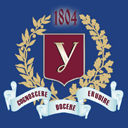 1804
У
COGNOSCERE
DOCERE
ERUDIRE